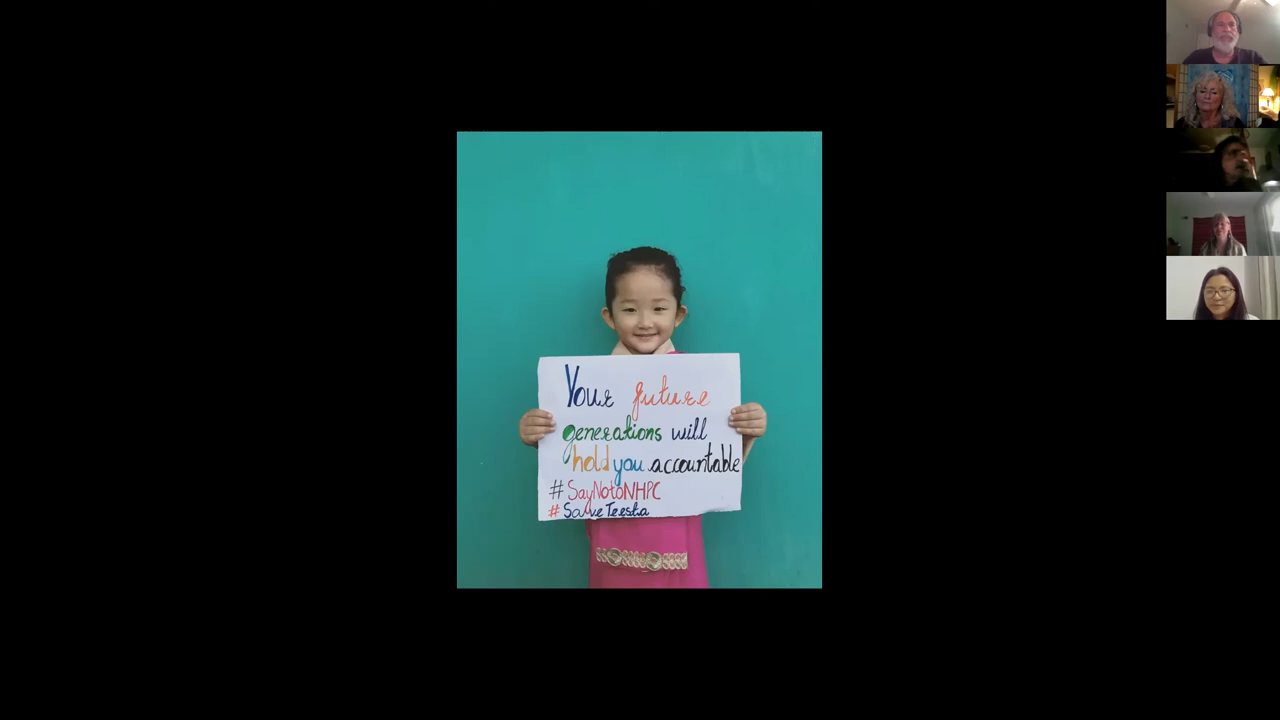 Your future
generations will
hold you accountable
#SayNotoNHPC
#SaveTeesta